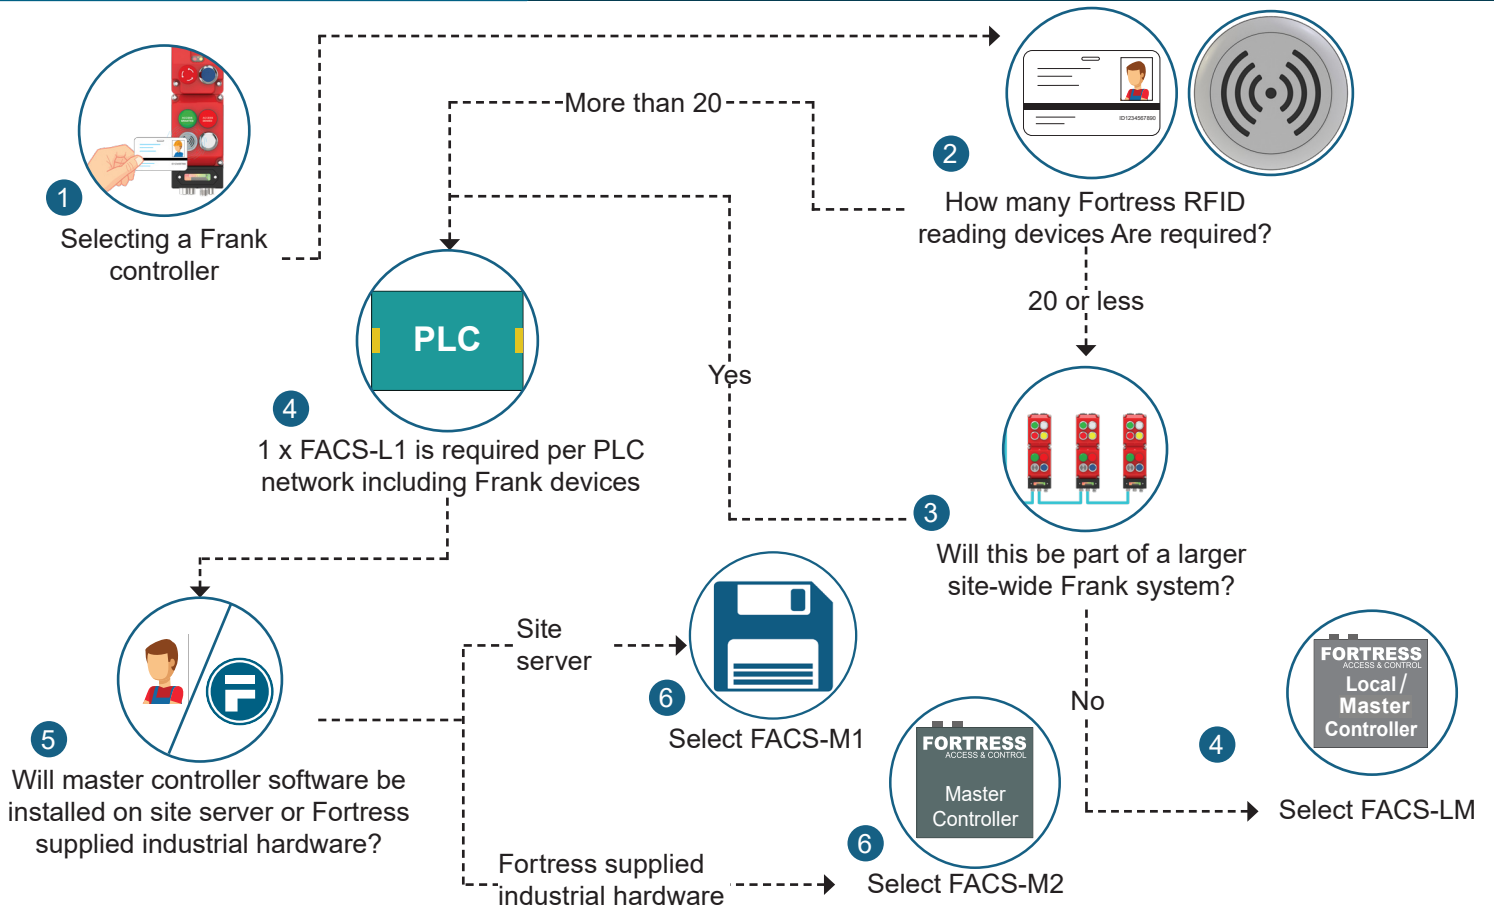 1
Selecting a Frank
controller
More than 20
ID1234567890
2
How many Fortress RFID
reading devices Are required?
20 or less
PLC
4
1 x FACS-L1 is required per PLC
network including Frank devices
Yes
3
Will this be part of a larger
site-wide Frank system?
No
FORTRESS
ACCESS & CONTROL
Local/
Master
Controller
4
Select FACS-LM
F
5
Will master controller software be
installed on site server or Fortress
supplied industrial hardware?
Site
server
6
Select FACS-M1
Fortress supplied
industrial hardware
FORTRESS
ACCESS & CONTROL
Master
Controller
6
Select FACS-M2